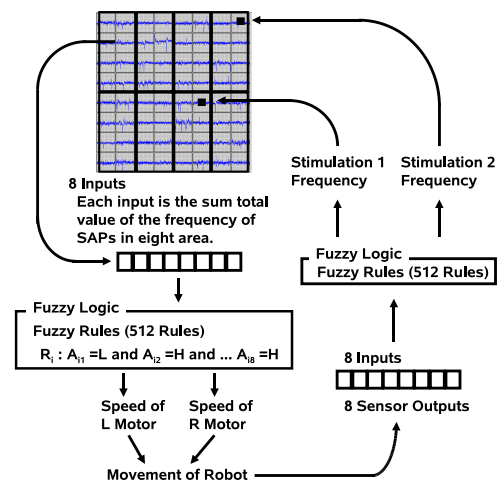 8 Inputs
Each input is the sum total
value of the frequency of
SAPs in eight area.
Fuzzy Logic
Fuzzy Rules (512 Rules)
Ri : Ai1 =L and Ai2 =H and ... Ai8 =H
Speed of
L Motor
Speed of
R Motor
Movement of Robot
Stimulation 1
Frequency
Stimulation 2
Frequency
Fuzzy Logic
Fuzzy Rules (512 Rules)
8 Inputs
8 Sensor Outputs